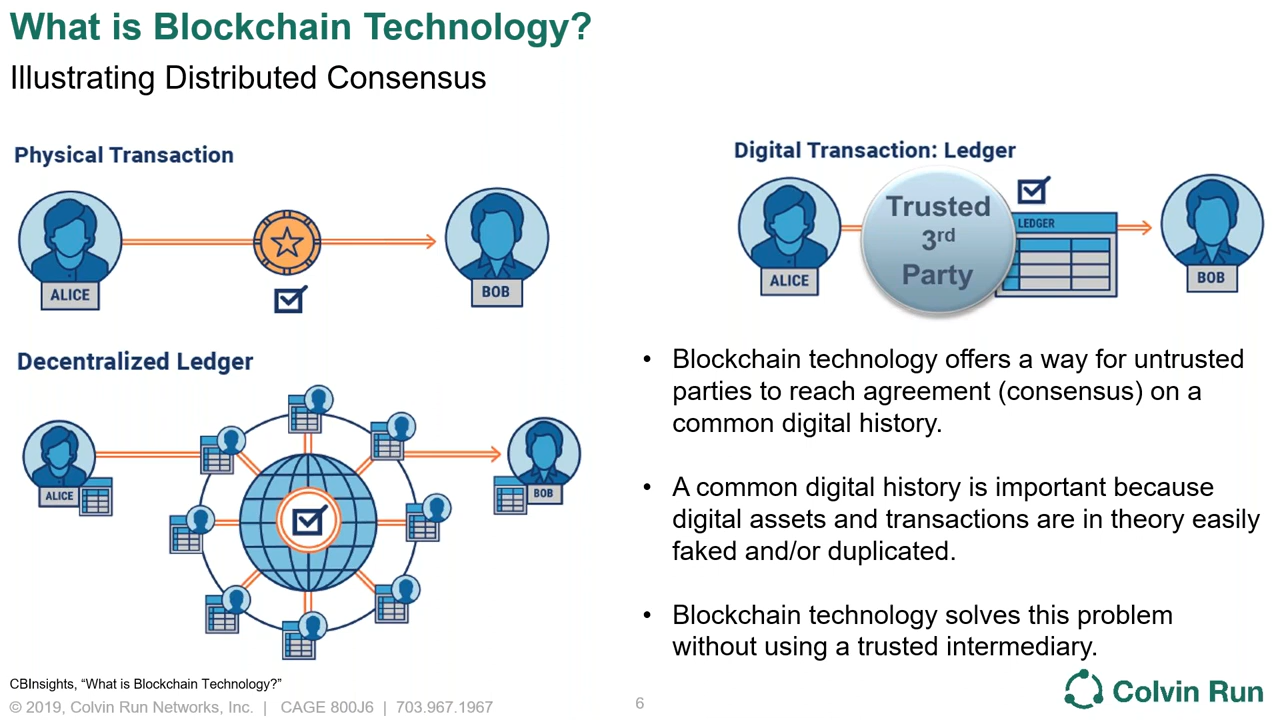 What is Blockchain Technology?
Illustrating Distributed Consensus
Physical Transaction
ALICE
BOB
Digital Transaction: Ledger
ALICE
Trusted
3rd
Party
LEDGER
BOB
Decentralized Ledger
ALICE
BOB
• Blockchain technology offers a way for untrusted
parties to reach agreement (consensus) on a
common digital history.
• A common digital history is important because
digital assets and transactions are in theory easily
faked and/or duplicated.
• Blockchain technology solves this problem
without using a trusted intermediary.
CBInsights, “What is Blockchain Technology?”
© 2019, Colvin Run Networks, Inc. | CAGE 800J6 | 703.967.1967
6
Colvin Run